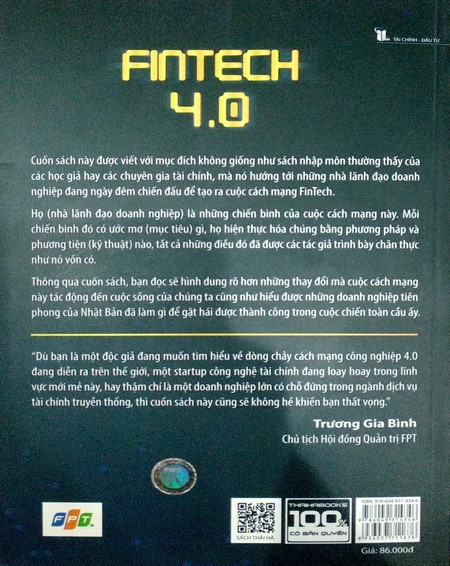 TÀI CHÍNH - ĐẦU TƯ
FINTECH
4.0
Cuốn sách này được viết với mục đích không giống như sách nhập môn thường thấy của
các học giả hay các chuyên gia tài chính, mà nó hướng tới những nhà lãnh đạo doanh
nghiệp đang ngày đêm chiến đấu để tạo ra cuộc cách mạng FinTech.
Họ (nhà lãnh đạo doanh nghiệp) là những chiến binh của cuộc cách mạng này. Mỗi
chiến binh đó có ước mơ (mục tiêu) gì, họ hiện thực hóa chúng bằng phương pháp và
phương tiện (kỹ thuật) nào, tất cả những điều đó đã được các tác giả trình bày chân thực
như nó vốn có.
Thông qua cuốn sách, bạn đọc sẽ hình dung rõ hơn những thay đổi mà cuộc cách mạng
này tác động đến cuộc sống của chúng ta cũng như hiểu được những doanh nghiệp tiên
phong của Nhật Bản đã làm gì để gặt hái được thành công trong cuộc chiến toàn cầu ấy.
"Dù bạn là một độc giả đang muốn tìm hiểu về dòng chảy cách mạng công nghiệp 4.0
đang diễn ra trên thế giới, một startup công nghệ tài chính đang loay hoay trong lĩnh
vực mới mẻ này, hay thậm chí là một doanh nghiệp lớn có chỗ đứng trong ngành dịch vụ
tài chính truyền thống, thì cuốn sách này cũng sẽ không hề khiến bạn thất vọng."
Trương Gia Bình
Chủ tịch Hội đồng Quản trị FPT
FPT
SÁCH THÁI HÀ
THAIHABOOKS
100%
CÓ BẢN QUYỀN
Giá: 86.000đ